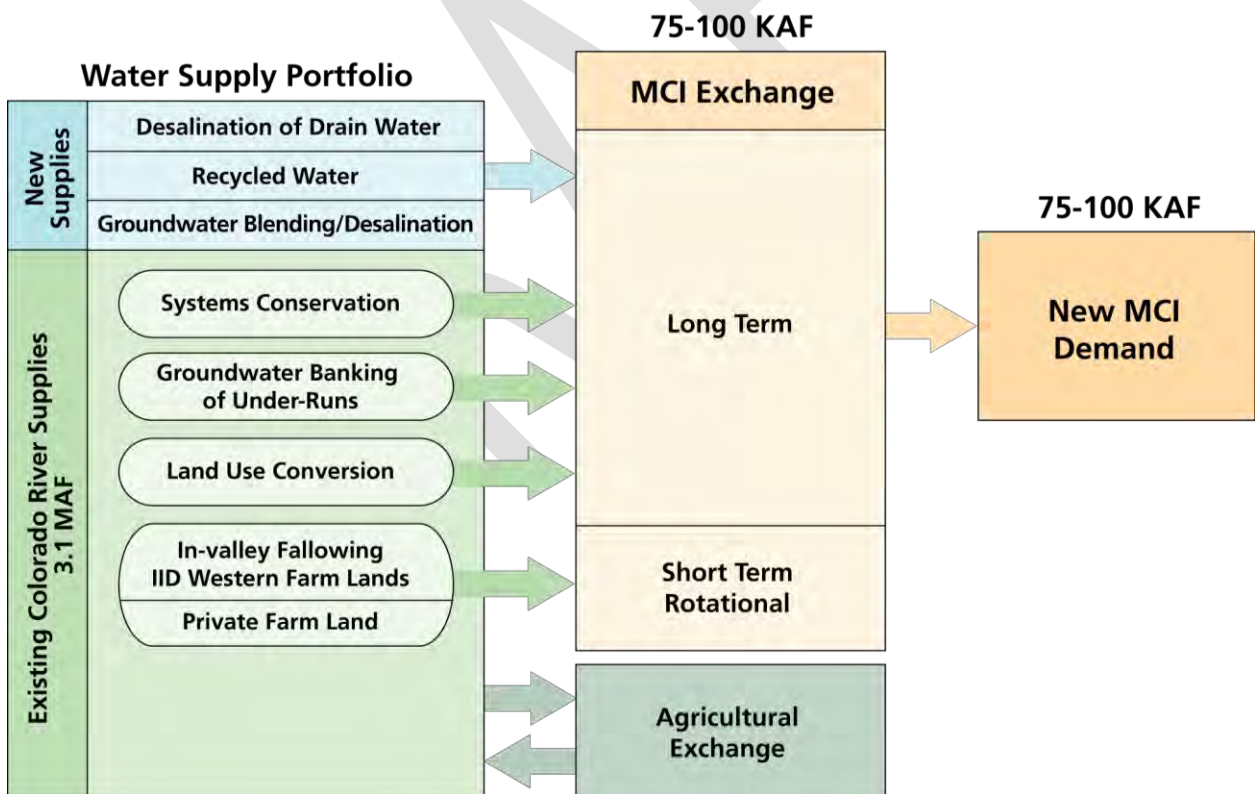 Water Supply Portfolio
New
Supplies
Desalination of Drain Water
Recycled Water
Groundwater Blending/Desalination
Existing Colorado River Supplies
3.1 MAF
Systems Conservation
Groundwater Banking
of Under-Runs
Land Use Conversion
In-valley Fallowing
IID Western Farm Lands
Private Farm Land
75-100 KAF
MCI Exchange
Long Term
Short Term
Rotational
Agricultural
Exchange
75-100 KAF
New MCI
Demand